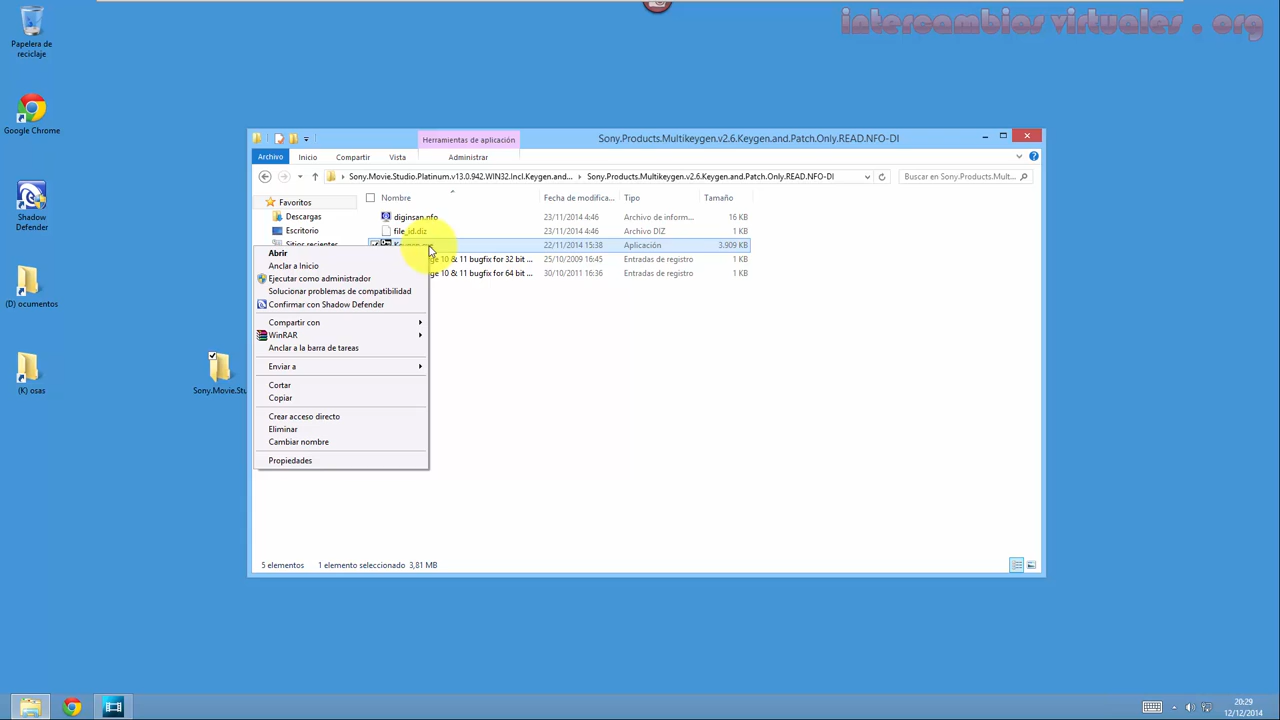 intercambios virtuales . org
Papelera de
reciclaje
Google Chrome
Shadow
Defender
(D) ocumentos
(K) osas
Sony.Movie.Stu
Herramientas de aplicación
Sony.Products.Multikeygen.v2.6.Keygen.and.Patch.Only.READ.NFO-DI
Archivo
Inicio
Compartir
Vista
Administrar
Sony.Movie.Studio.Platinum.v13.0.942.WIN32.Incl.Keygen.and...
Sony.Products.Multikeygen.v2.6.Keygen.and.Patch.Only.READ.NFO-DI
Buscar en Sony.Products.Mult...
Favoritos
Descargas
Escritorio
Sitios recientes
Nombre Fecha de modifica... Tipo Tamaño
diginsan.nfo 23/11/2014 4:46 Archivo de inform... 16 KB
file_id.diz 23/11/2014 4:46 Archivo DIZ 1 KB
Keygen.exe 22/11/2014 15:38 Aplicación 3.909 KB
ge 10 & 11 bugfix for 32 bit ... 25/10/2009 16:45 Entradas de registro 1 KB
ge 10 & 11 bugfix for 64 bit ... 30/10/2011 16:36 Entradas de registro 1 KB
Abrir
Anclar a Inicio
Ejecutar como administrador
Solucionar problemas de compatibilidad
Confirmar con Shadow Defender
Compartir con
WinRAR
Anclar a la barra de tareas
Enviar a
Cortar
Copiar
Crear acceso directo
Eliminar
Cambiar nombre
Propiedades
5 elementos 1 elemento seleccionado 3,81 MB
20:29
12/12/2014